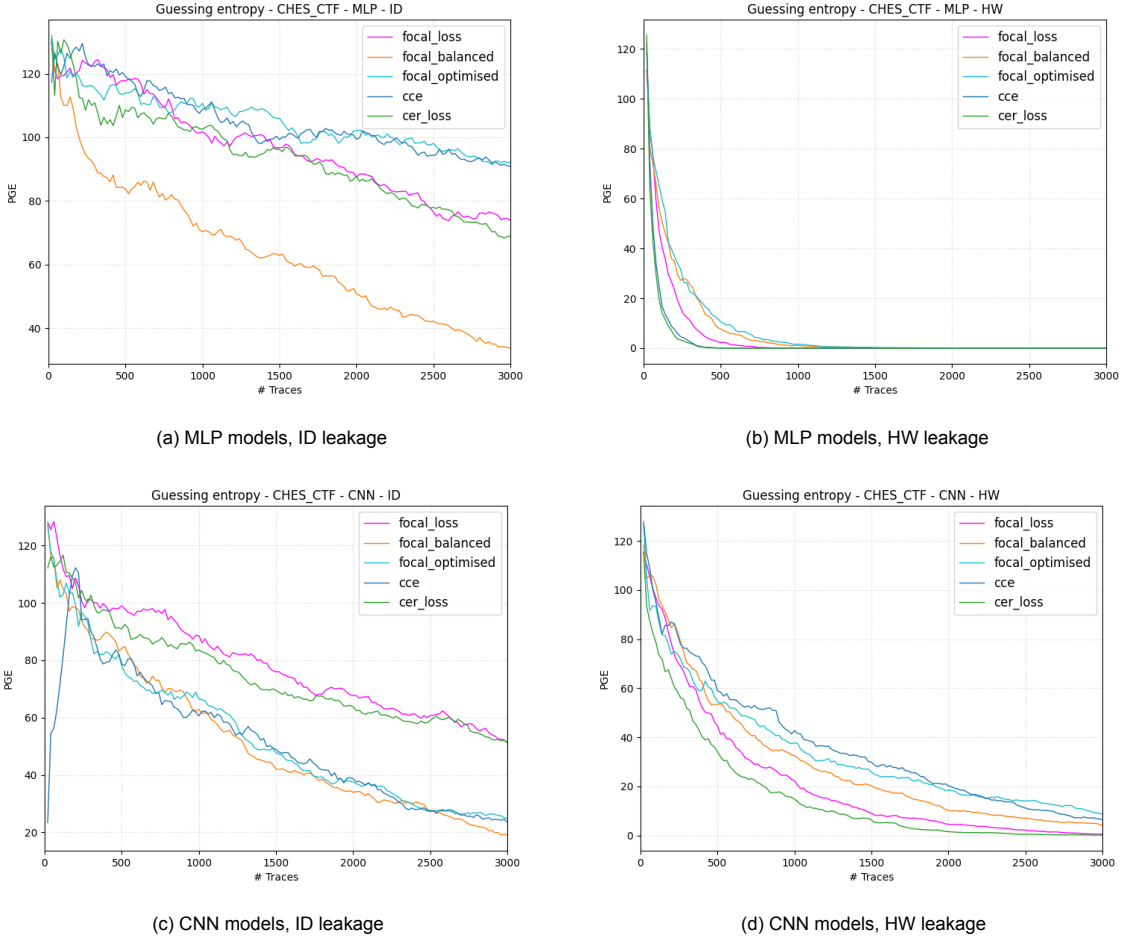 Guessing entropy - CHES_CTF - MLP - ID
focal_loss
focal_balanced
focal_optimised
cce
cer_loss
PGE
120
100
80
60
40
0
500
1000
1500
2000
2500
3000
# Traces
(a) MLP models, ID leakage
Guessing entropy - CHES_CTF - MLP - HW
focal_loss
focal_balanced
focal_optimised
cce
cer_loss
PGE
120
100
80
60
40
20
0
0
500
1000
1500
2000
2500
3000
# Traces
(b) MLP models, HW leakage
Guessing entropy - CHES_CTF - CNN - ID
focal_loss
focal_balanced
focal_optimised
cce
cer_loss
PGE
120
100
80
60
40
20
0
500
1000
1500
2000
2500
3000
# Traces
(c) CNN models, ID leakage
Guessing entropy - CHES_CTF - CNN - HW
focal_loss
focal_balanced
focal_optimised
cce
cer_loss
PGE
120
100
80
60
40
20
0
0
500
1000
1500
2000
2500
3000
# Traces
(d) CNN models, HW leakage